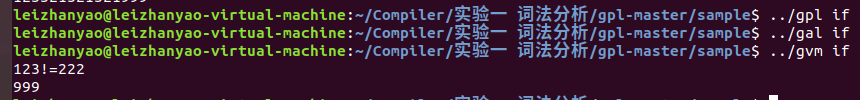 leizhanyao@leizhanyao-virtual-machine:~/Compiler/实验一 词法分析/gpl-master/sample$ ../gpl if
leizhanyao@leizhanyao-virtual-machine:~/Compiler/实验一 词法分析/gpl-master/sample$ ../gal if
leizhanyao@leizhanyao-virtual-machine:~/Compiler/实验一 词法分析/gpl-master/sample$ ../gvm if
123!=222
999